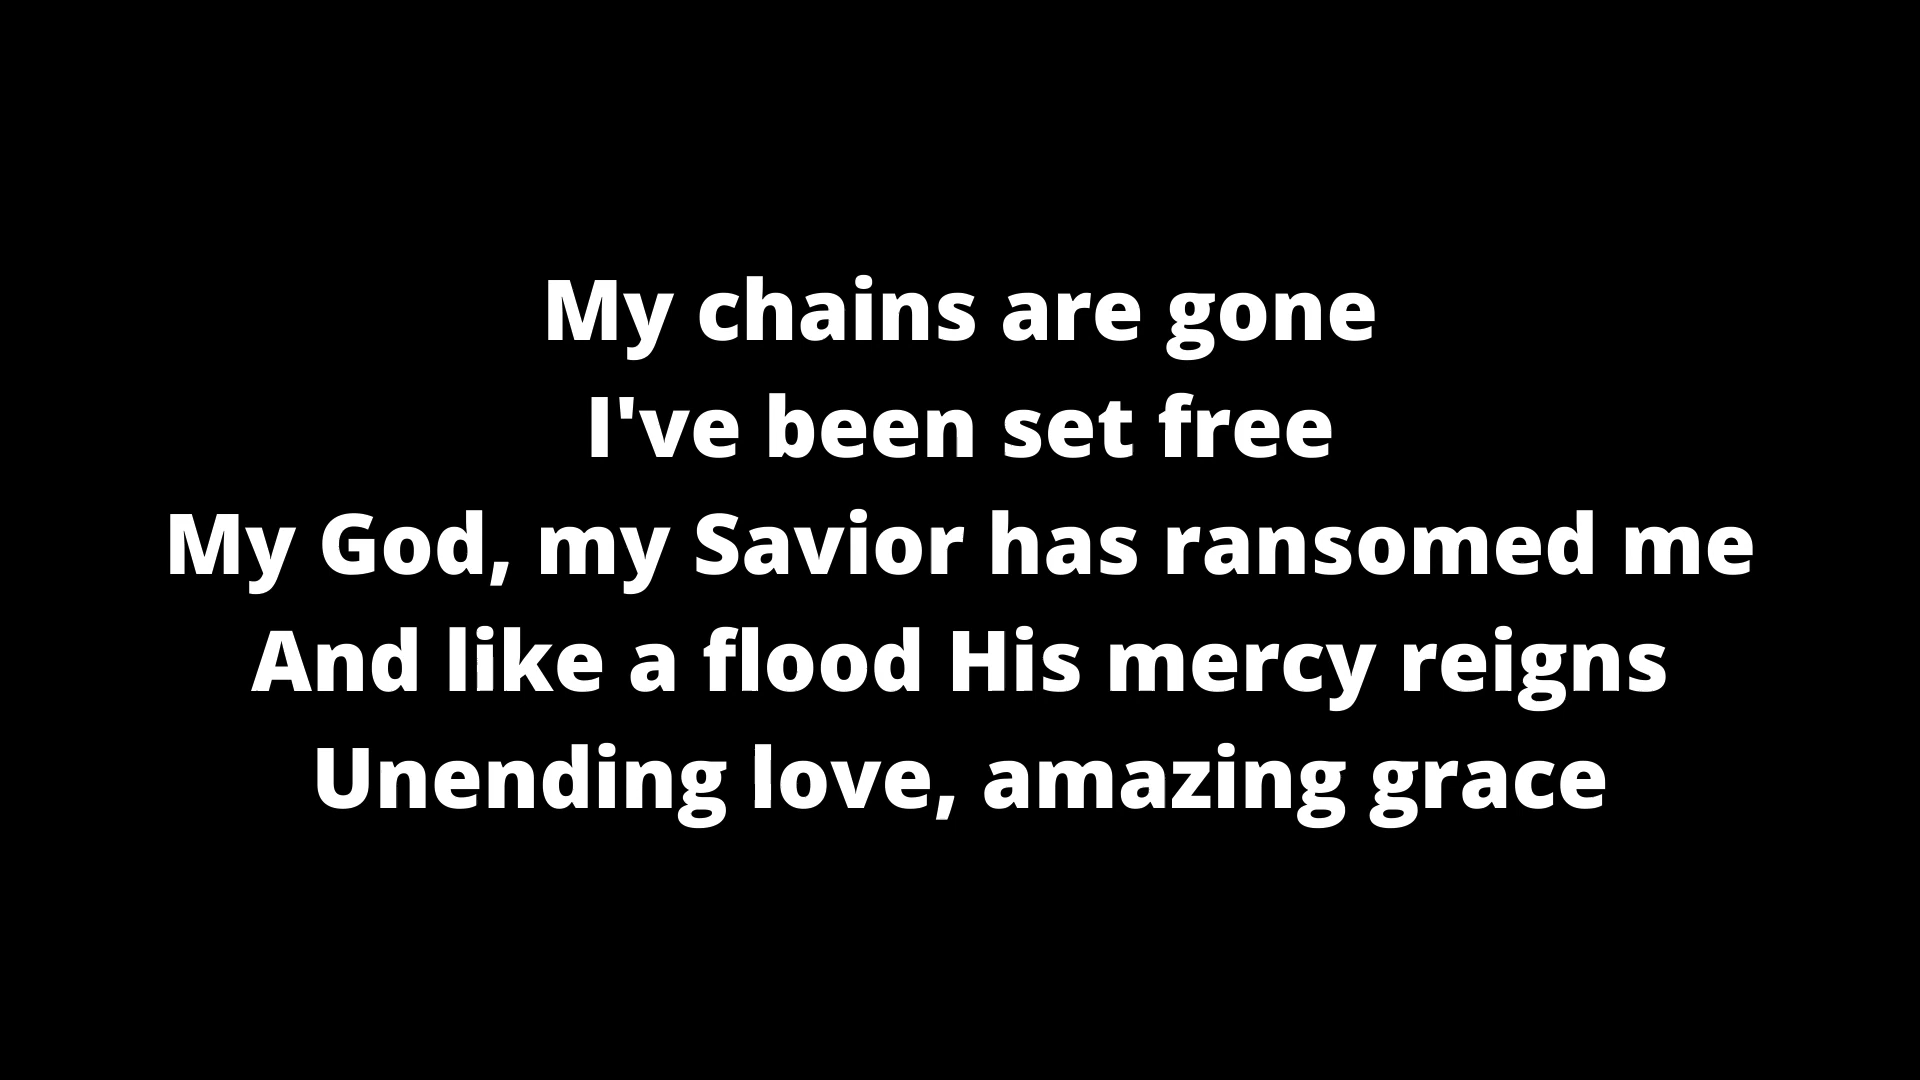 My chains are gone
I've been set free
My God, my Savior has ransomed me
And like a flood His mercy reigns
Unending love, amazing grace